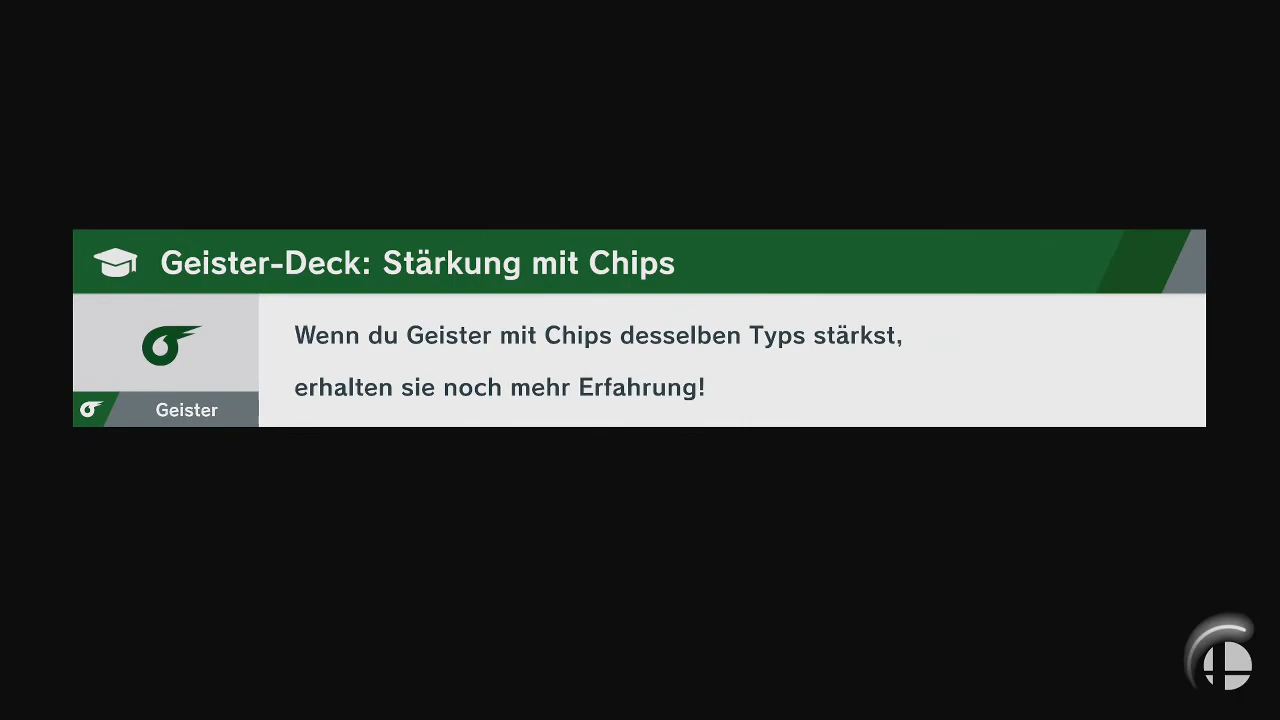 Geister-Deck: Stärkung mit Chips
Wenn du Geister mit Chips desselben Typs stärkst,
erhalten sie noch mehr Erfahrung!
Geister